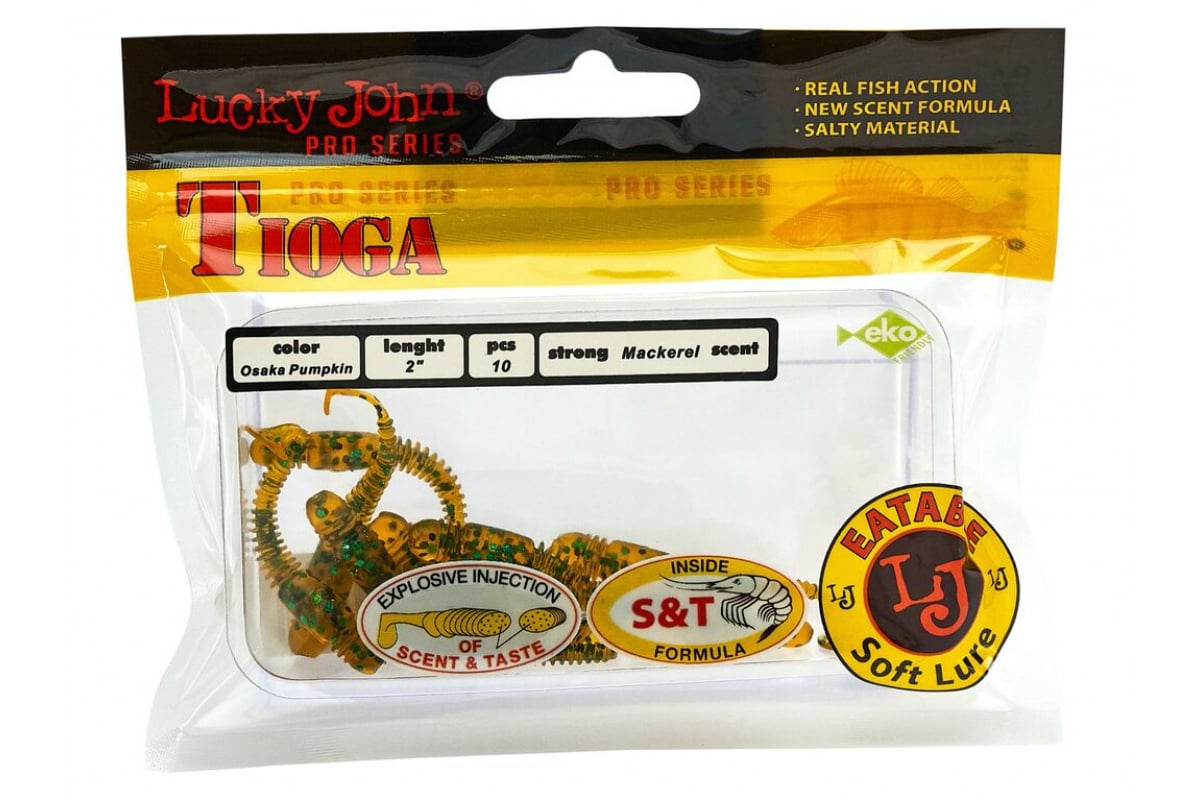 Lucky John®
PRO SERIES
· REAL FISH ACTION
· NEW SCENT FORMULA
· SALTY MATERIAL
PRO SERIES PRO SERIES
TIOGA
color
Osaka Pumpkin
lenght
2"
pcs
10
strong Mackerel scent
eko
FRIENDLY
EXPLOSIVE INJECTION
OF
SCENT & TASTE
INSIDE
S&T
FORMULA
EATABE
LJ LJ LJ
Soft Lure